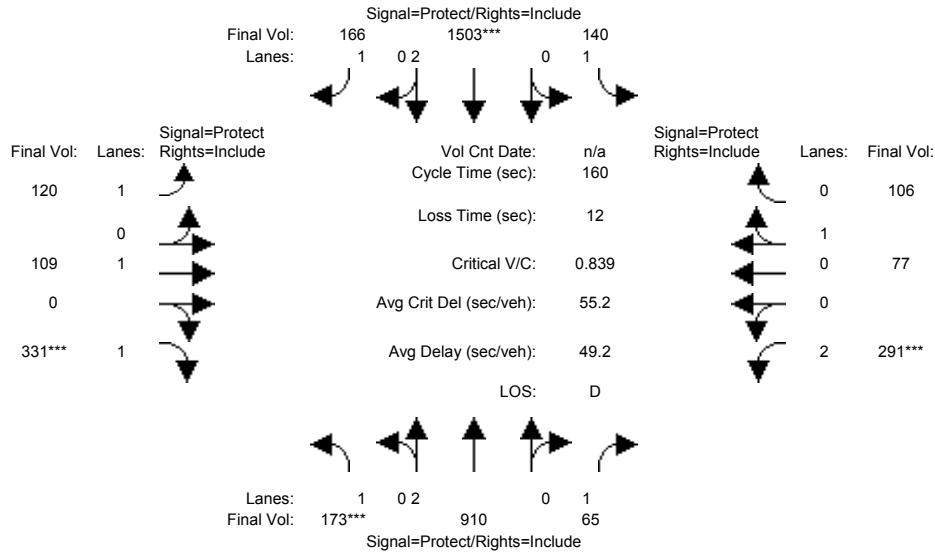 Signal=Protect/Rights=Include
Final Vol: 166 1503*** 140
Lanes: 1 0 2 0 1
Signal=Protect Signal=Protect
Final Vol: Lanes: Rights=Include Vol Cnt Date: n/a Rights=Include Lanes: Final Vol:
Cycle Time (sec): 160
120 1 0 106
Loss Time (sec): 12
0 1
109 1 Critical V/C: 0.839 0 77
0 Avg Crit Del (sec/veh): 55.2 0
331*** 1 Avg Delay (sec/veh): 49.2 2 291***
LOS: D
Lanes: 1 0 2 0 1
Final Vol: 173*** 910 65
Signal=Protect/Rights=Include